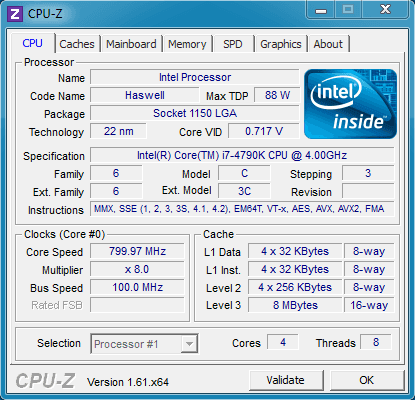 CPU-Z
CPU Caches Mainboard Memory SPD Graphics About
Processor
Name Intel Processor
Code Name Haswell Max TDP 88 W
Package Socket 1150 LGA
Technology 22 nm Core VID 0.717 V
intel inside™
Specification Intel(R) Core(TM) i7-4790K CPU @ 4.00GHz
Family 6 Model C Stepping 3
Ext. Family 6 Ext. Model 3C Revision
Instructions MMX, SSE (1, 2, 3, 3S, 4.1, 4.2), EM64T, VT-x, AES, AVX, AVX2, FMA
Clocks (Core #0) Cache
Core Speed 799.97 MHz L1 Data 4 x 32 KBytes 8-way
Multiplier x 8.0 L1 Inst. 4 x 32 KBytes 8-way
Bus Speed 100.0 MHz Level 2 4 x 256 KBytes 8-way
Rated FSB Level 3 8 MBytes 16-way
Selection Processor #1 Cores 4 Threads 8
CPU-Z Version 1.61.x64 Validate OK